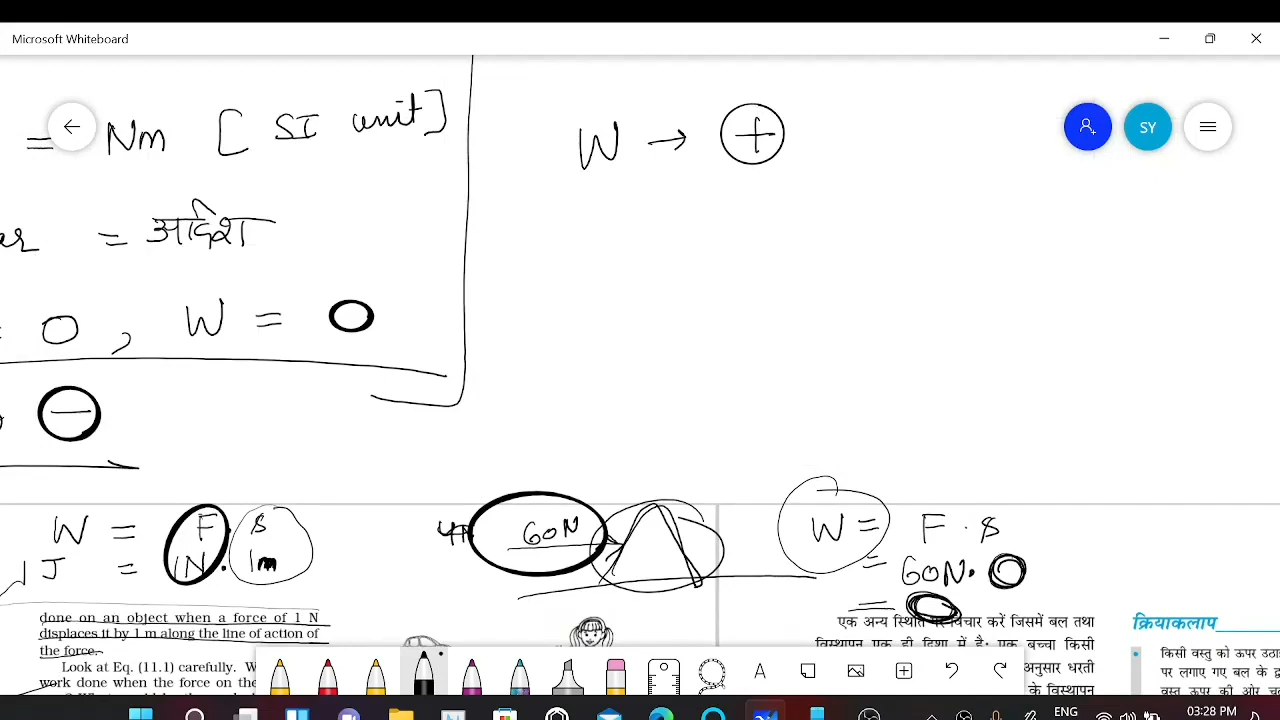 Microsoft Whiteboard
= Nm [ SI unit ]
= आदिश
= 0 , W = 0
−
W → +
SY
W = F . s
1 J = 1N . 1m
60N
W = F . s
= 60N . 0
= 0
done on an object when a force of 1 N
displaces it by 1 m along the line of action of
the force.
Look at Eq. (11.1) carefully.
work done when the force on the
एक अन्य स्थिति पर विचार करें जिसमें बल तथा
विस्थापन एक ही दिशा में है: एक बच्चा किसी
अनुसार धरती
के विस्थापन
क्रियाकलाप
किसी वस्तु को ऊपर उठा
पर लगाए गए बल के
वस्तु ऊपर की ओर
A
ENG
03:28 PM